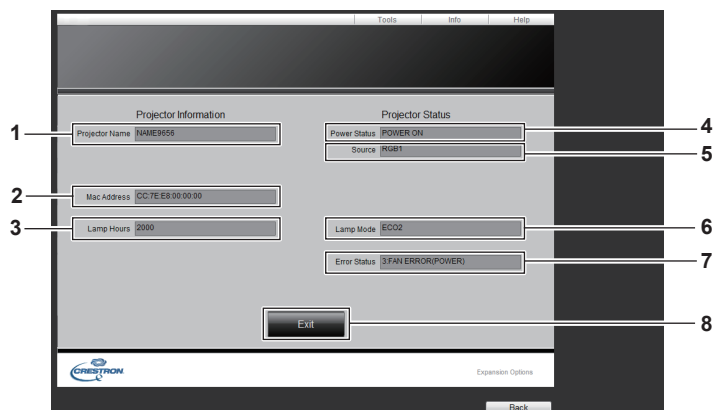 Tools Info Help
Projector Information
Projector Status
1 Projector Name NAME9656
Power Status POWER ON 4
Source RGB1 5
2 Mac Address CC:7E:E8:00:00:00
3 Lamp Hours 2000
Lamp Mode ECO2 6
Error Status 3:FAN ERROR(POWER) 7
Exit 8
CRESTRON
Expansion Options
Back